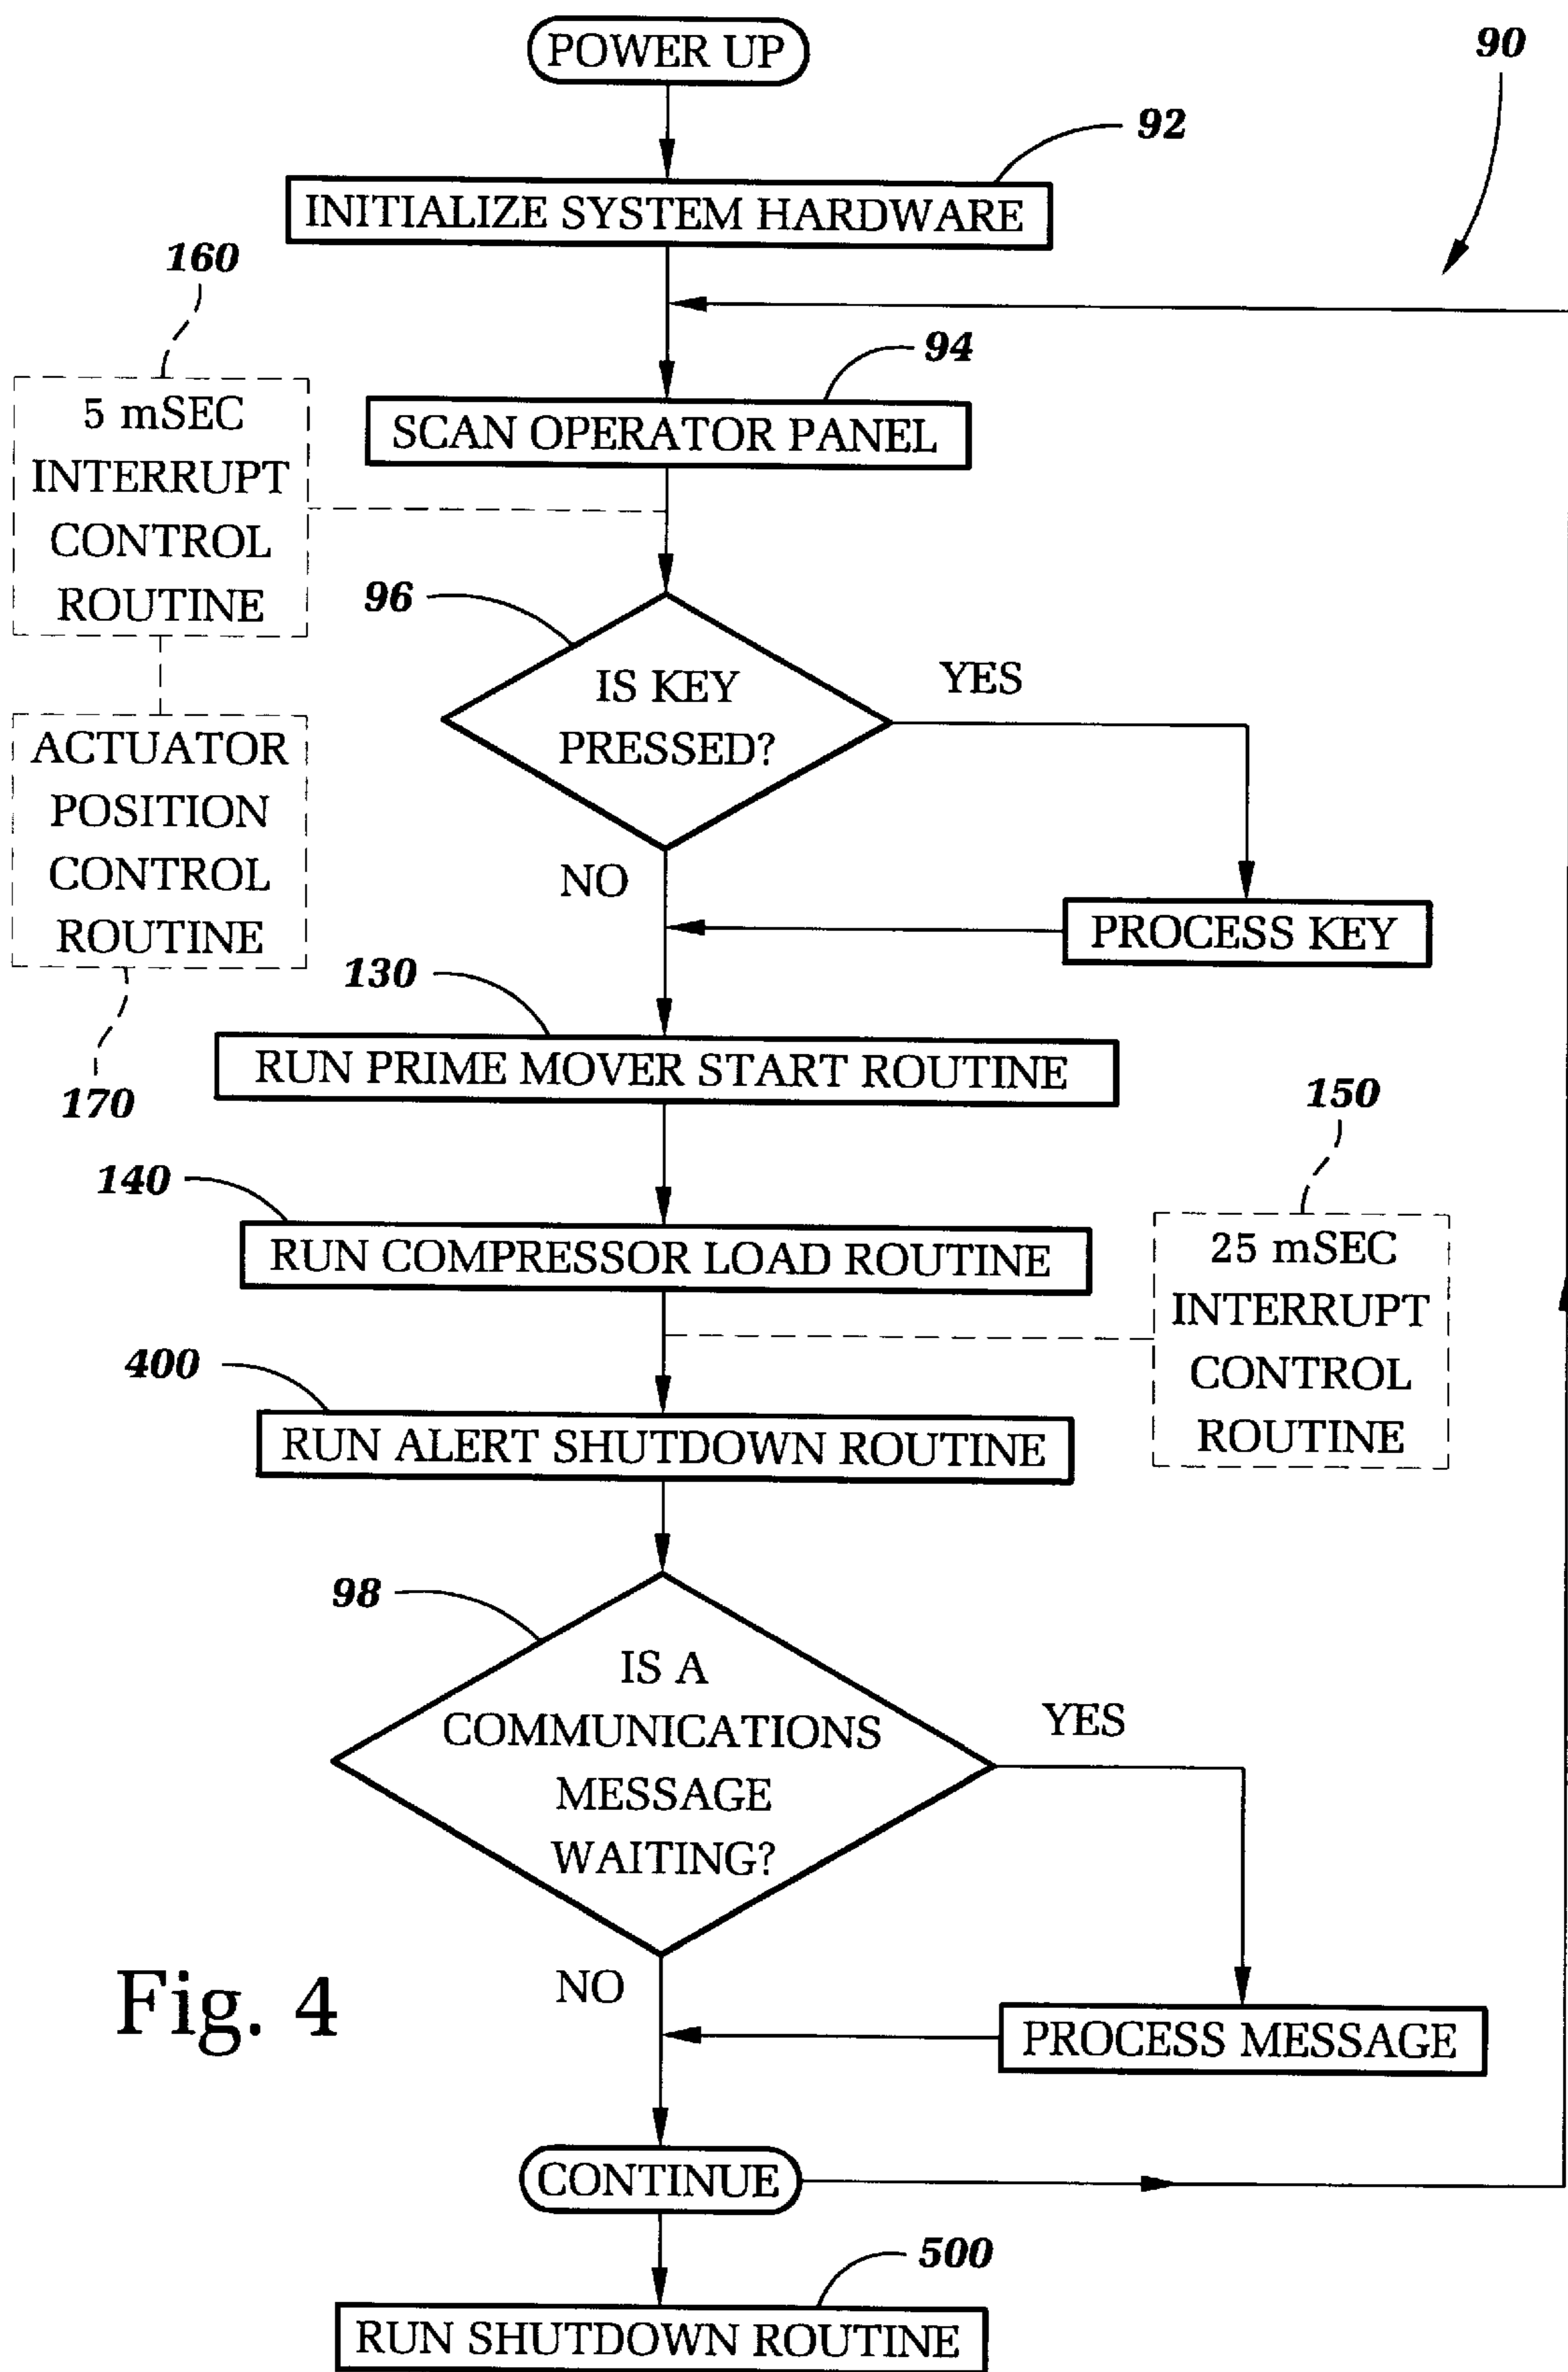 POWER UP
90
92
INITIALIZE SYSTEM HARDWARE
160
94
5 mSEC
INTERRUPT
CONTROL
ROUTINE
SCAN OPERATOR PANEL
96
IS KEY
PRESSED?
YES
NO
ACTUATOR
POSITION
CONTROL
ROUTINE
170
PROCESS KEY
130
RUN PRIME MOVER START ROUTINE
140
RUN COMPRESSOR LOAD ROUTINE
150
25 mSEC
INTERRUPT
CONTROL
ROUTINE
400
RUN ALERT SHUTDOWN ROUTINE
98
IS A
COMMUNICATIONS
MESSAGE
WAITING?
YES
NO
PROCESS MESSAGE
Fig. 4
CONTINUE
500
RUN SHUTDOWN ROUTINE